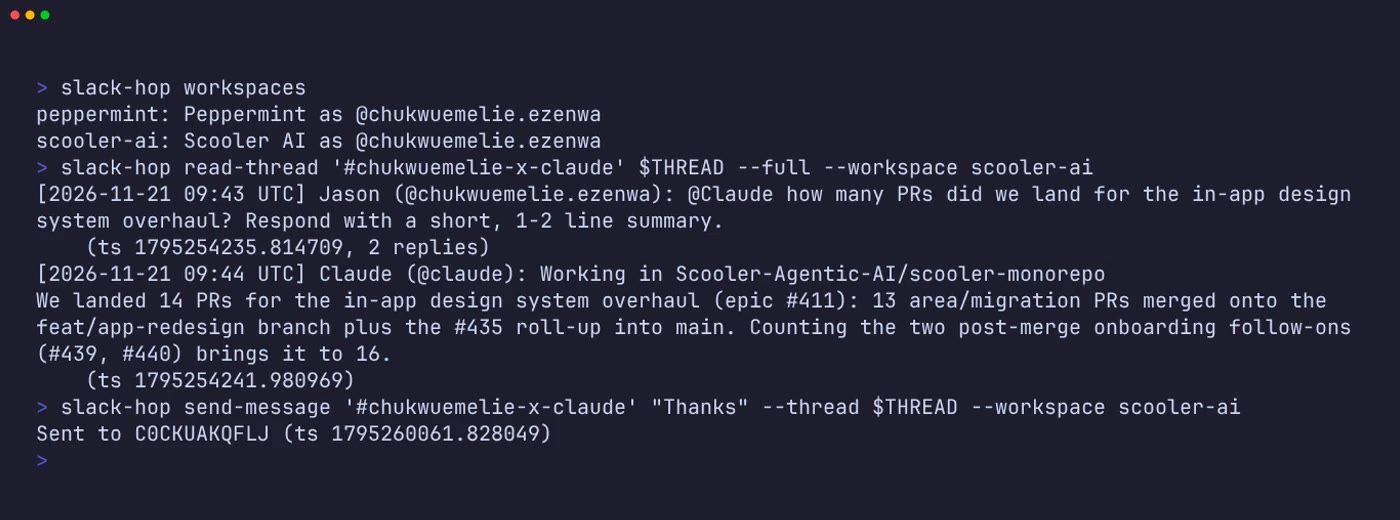 > slack-hop workspaces
peppermint: Peppermint as @chukwuemelie.ezenwa
scooler-ai: Scooler AI as @chukwuemelie.ezenwa
> slack-hop read-thread '#chukwuemelie-x-claude' $THREAD --full --workspace scooler-ai
[2026-11-21 09:43 UTC] Jason (@chukwuemelie.ezenwa): @Claude how many PRs did we land for the in-app design
system overhaul? Respond with a short, 1-2 line summary.
    (ts 1795254235.814709, 2 replies)
[2026-11-21 09:44 UTC] Claude (@claude): Working in Scooler-Agentic-AI/scooler-monorepo
We landed 14 PRs for the in-app design system overhaul (epic #411): 13 area/migration PRs merged onto the
feat/app-redesign branch plus the #435 roll-up into main. Counting the two post-merge onboarding follow-ons
(#439, #440) brings it to 16.
    (ts 1795254241.980969)
> slack-hop send-message '#chukwuemelie-x-claude' "Thanks" --thread $THREAD --workspace scooler-ai
Sent to C0CKUAKQFLJ (ts 1795260061.828049)
>